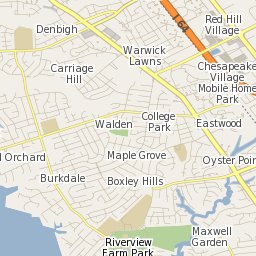 Denbigh
Red Hill
Village
I 64
Warwick
Lawns
Carriage
Hill
Chesapeake
Village
Mobile Home
Park
College
Park
Walden
Eastwood
Orchard
Maple Grove
Oyster Poin
Burkdale
Boxley Hills
Maxwell
Garden
Riverview
Farm Park